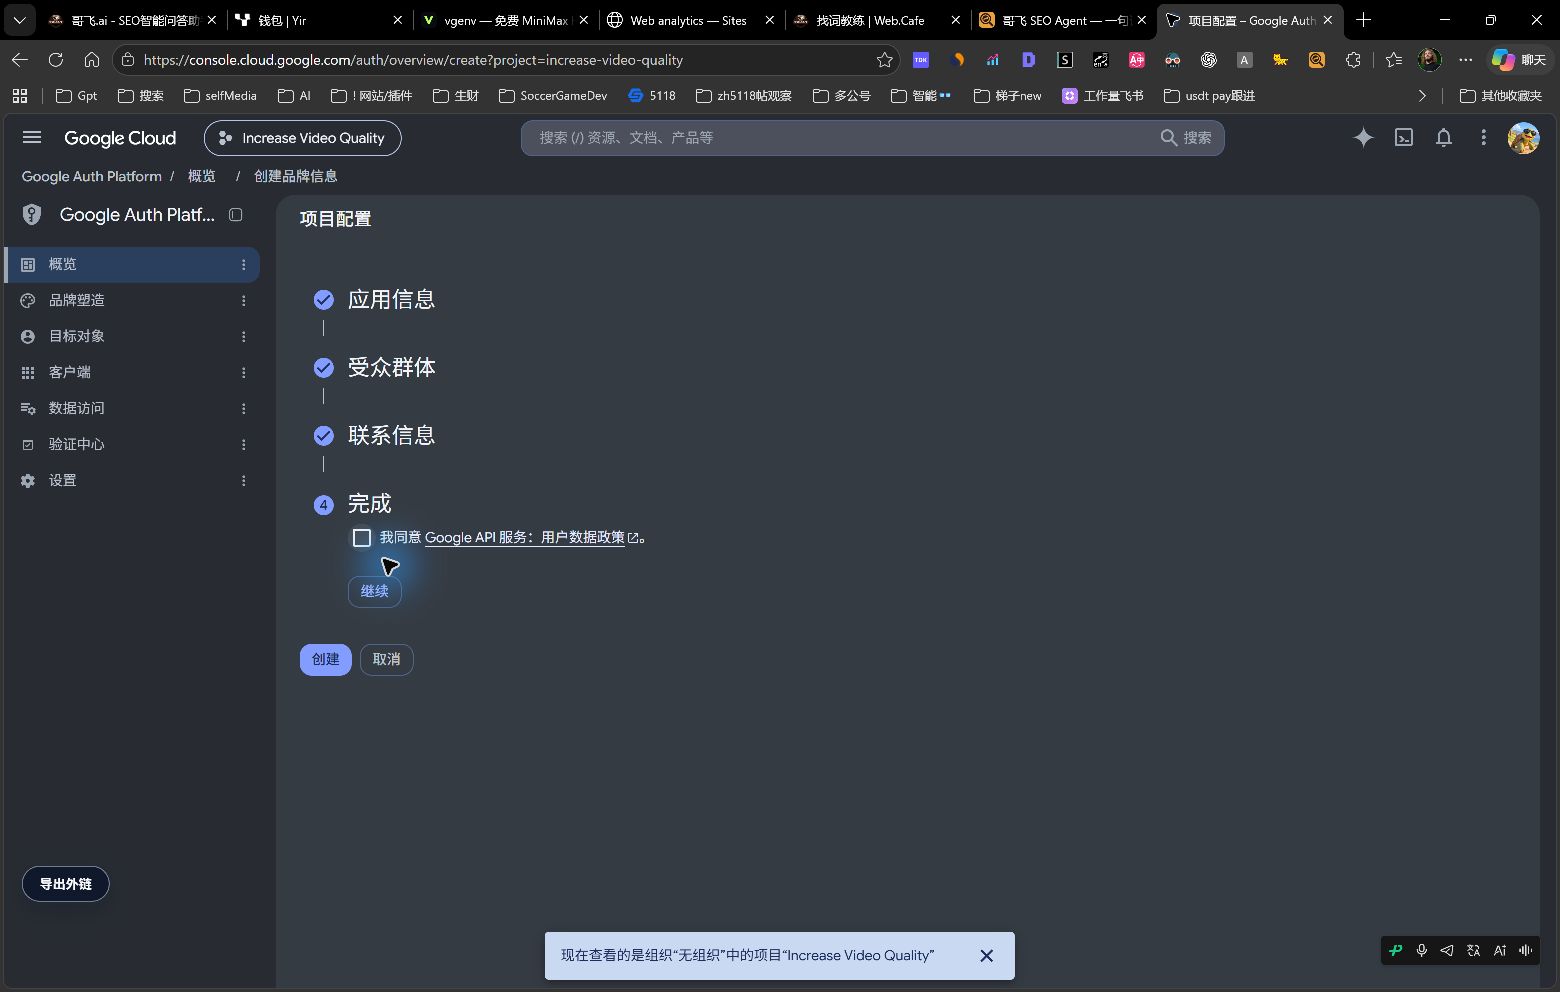 哥飞.ai - SEO智能问答助
钱包 | Yir
vgenv — 免费 MiniMax
Web analytics — Sites
找词教练 | Web.Cafe
哥飞 SEO Agent — 一句
项目配置 – Google Auth
https://console.cloud.google.com/auth/overview/create?project=increase-video-quality
TDK
聊天
Gpt
搜索
selfMedia
AI
! 网站/插件
生财
SoccerGameDev
5118
zh5118帖观察
多公号
智能
梯子new
工作量飞书
usdt pay跟进
其他收藏夹
Google Cloud
Increase Video Quality
搜索 (/) 资源、文档、产品等
搜索
Google Auth Platform / 概览 / 创建品牌信息
Google Auth Platf...
项目配置
概览
品牌塑造
目标对象
客户端
数据访问
验证中心
设置
应用信息
受众群体
联系信息
4 完成
我同意 Google API 服务：用户数据政策。
继续
创建
取消
导出外链
现在查看的是组织“无组织”中的项目“Increase Video Quality”